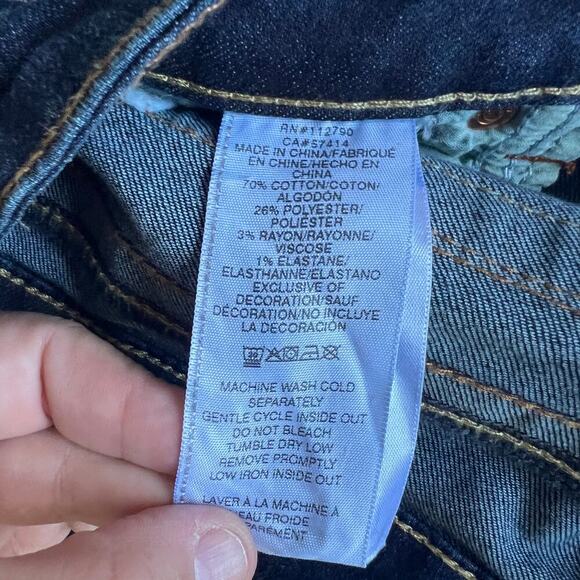 RN#112790
CA#57414
MADE IN CHINA/FABRIQUÉ
EN CHINE/HECHO EN
CHINA
70% COTTON/COTON/
ALGODÓN
26% POLYESTER/
POLIÉSTER
3% RAYON/RAYONNE/
VISCOSE
1% ELASTANE/
ELASTHANNE/ELASTANO
EXCLUSIVE OF
DECORATION/SAUF
DÉCORATION/NO INCLUYE
LA DECORACIÓN
MACHINE WASH COLD
SEPARATELY
GENTLE CYCLE INSIDE OUT
DO NOT BLEACH
TUMBLE DRY LOW
REMOVE PROMPTLY
LOW IRON INSIDE OUT
LAVER À LA MACHINE À
EAU FROIDE